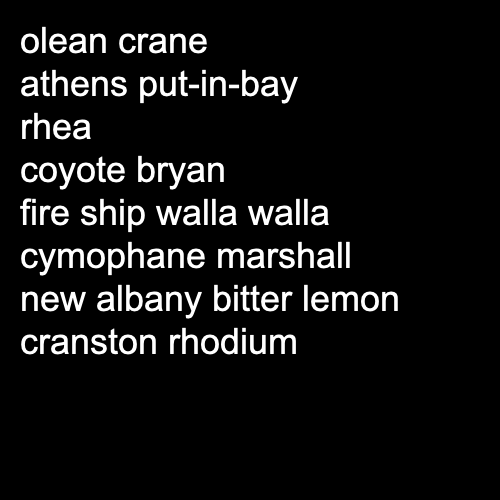 olean crane
athens put-in-bay
rhea
coyote bryan
fire ship walla walla
cymophane marshall
new albany bitter lemon
cranston rhodium